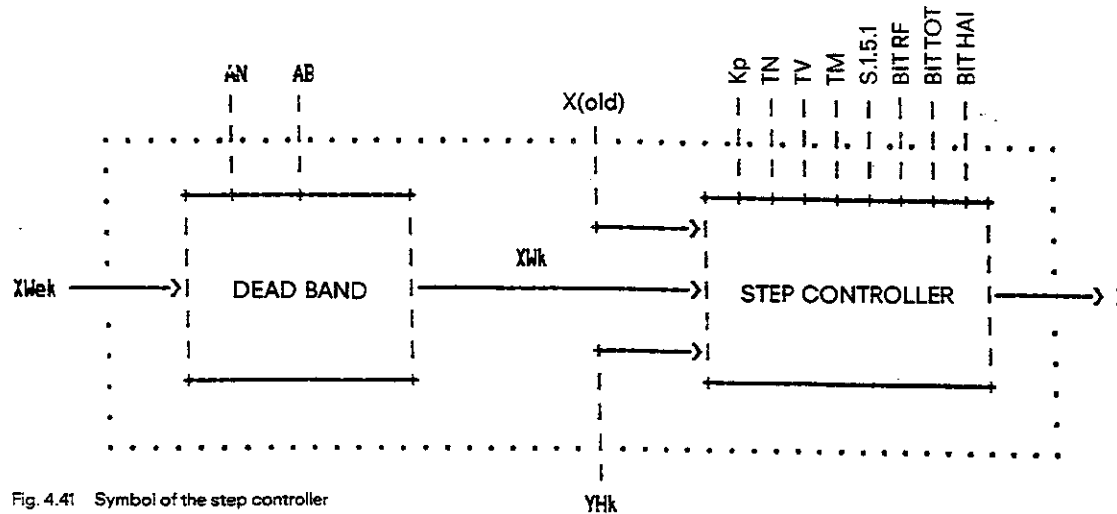 AN
AB
X(old)
Kp
TN
TV
TM
S.1.5.1
BIT RF
BIT TOT
BIT HAI
XWek
DEAD BAND
XWk
STEP CONTROLLER
YHk
Fig. 4.41 Symbol of the step controller